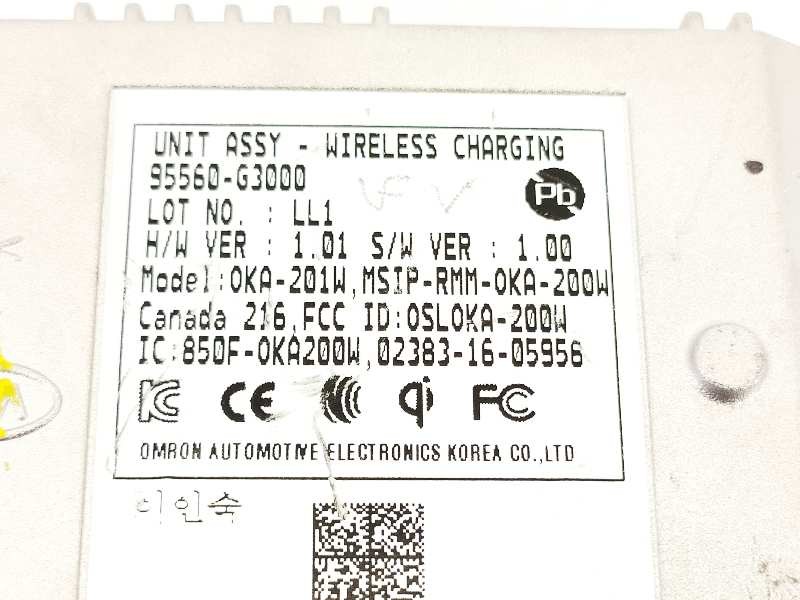 UNIT ASSY - WIRELESS CHARGING
95560-G3000
Pb
LOT NO. : LL1
H/W VER : 1.01 S/W VER : 1.00
Model:OKA-201W,MSIP-RMM-OKA-200W
Canada 216,FCC ID:OSLOKA-200W
IC:850F-OKA200W,02383-16-05956
KC CE qi FC
OMRON AUTOMOTIVE ELECTRONICS KOREA CO.,LTD
이인숙